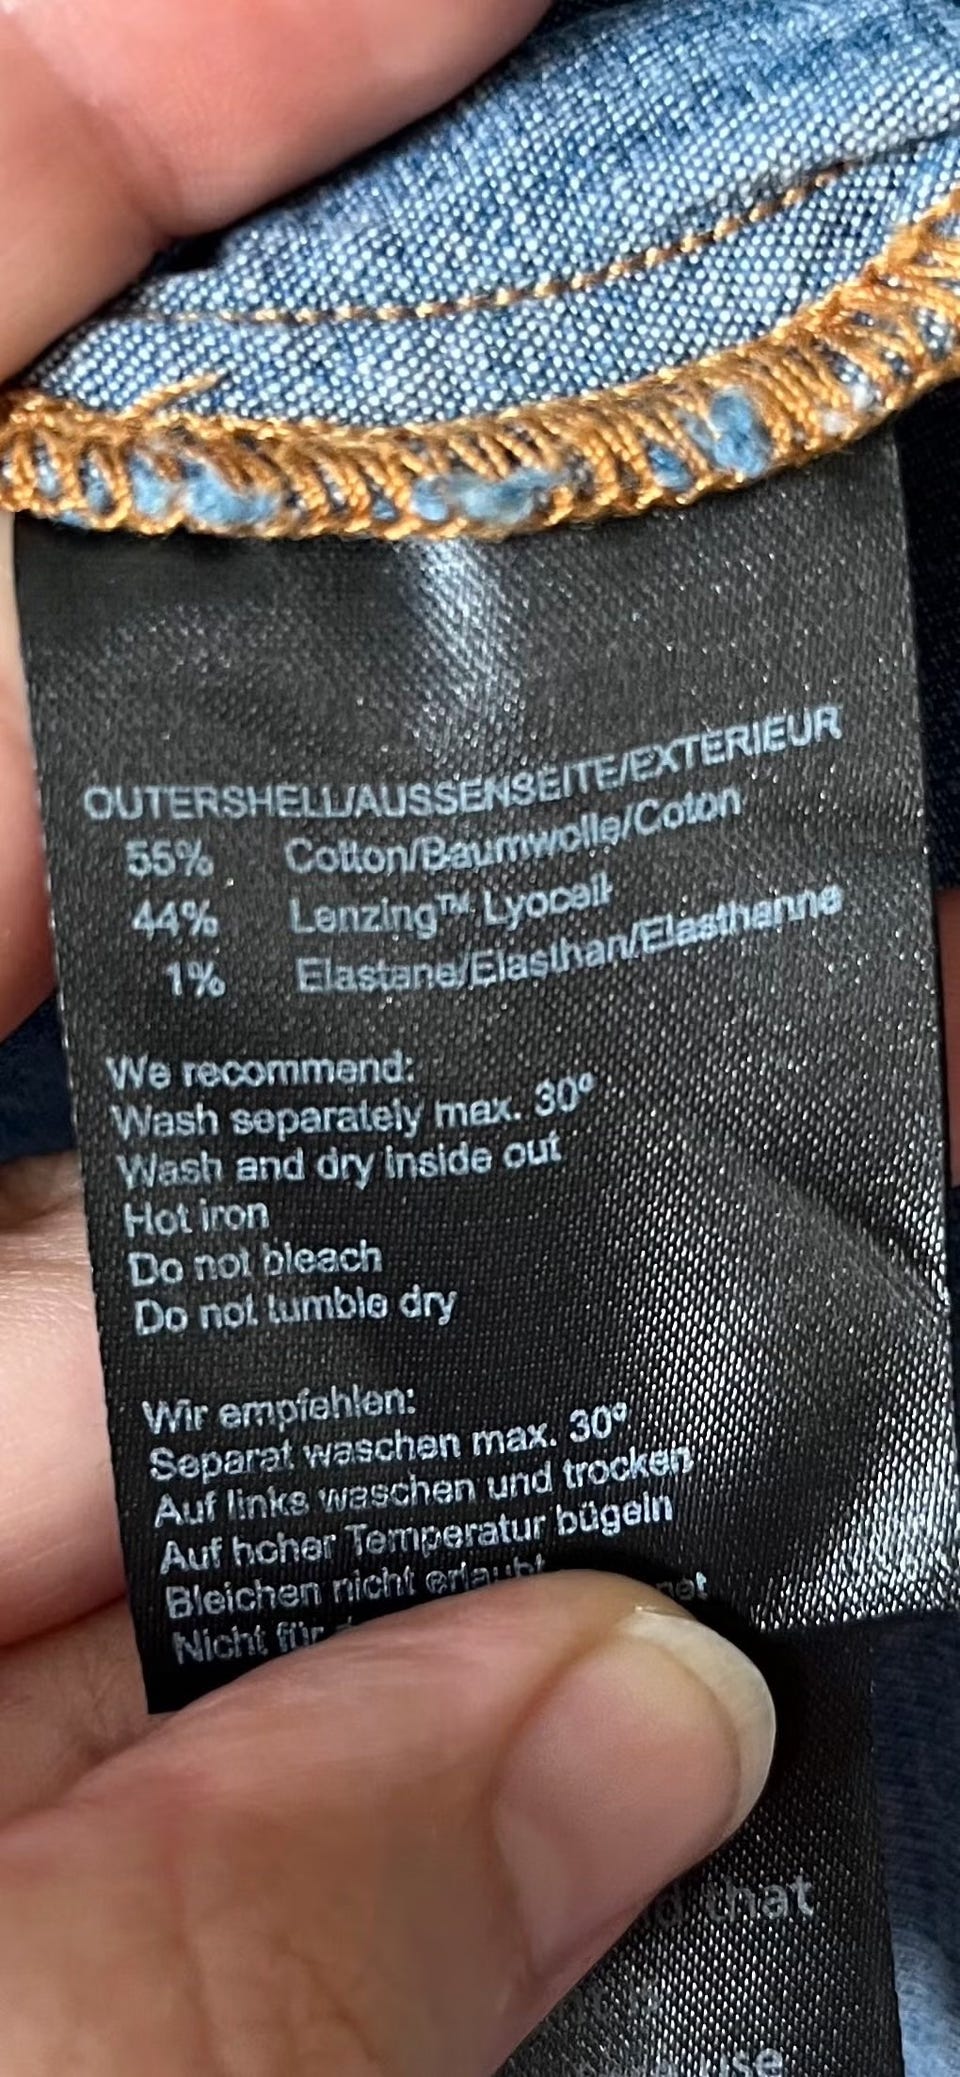 OUTERSHELL/AUSSENSEITE/EXTERIEUR
55% Cotton/Baumwolle/Coton
44% Lenzing™ Lyocell
1% Elastane/Elasthan/Elasthanne
We recommend:
Wash separately max. 30º
Wash and dry inside out
Hot iron
Do not bleach
Do not tumble dry
Wir empfehlen:
Separat waschen max. 30º
Auf links waschen und trocken
Auf hoher Temperatur bügeln
Bleichen nicht erlaubt
Nicht für
that